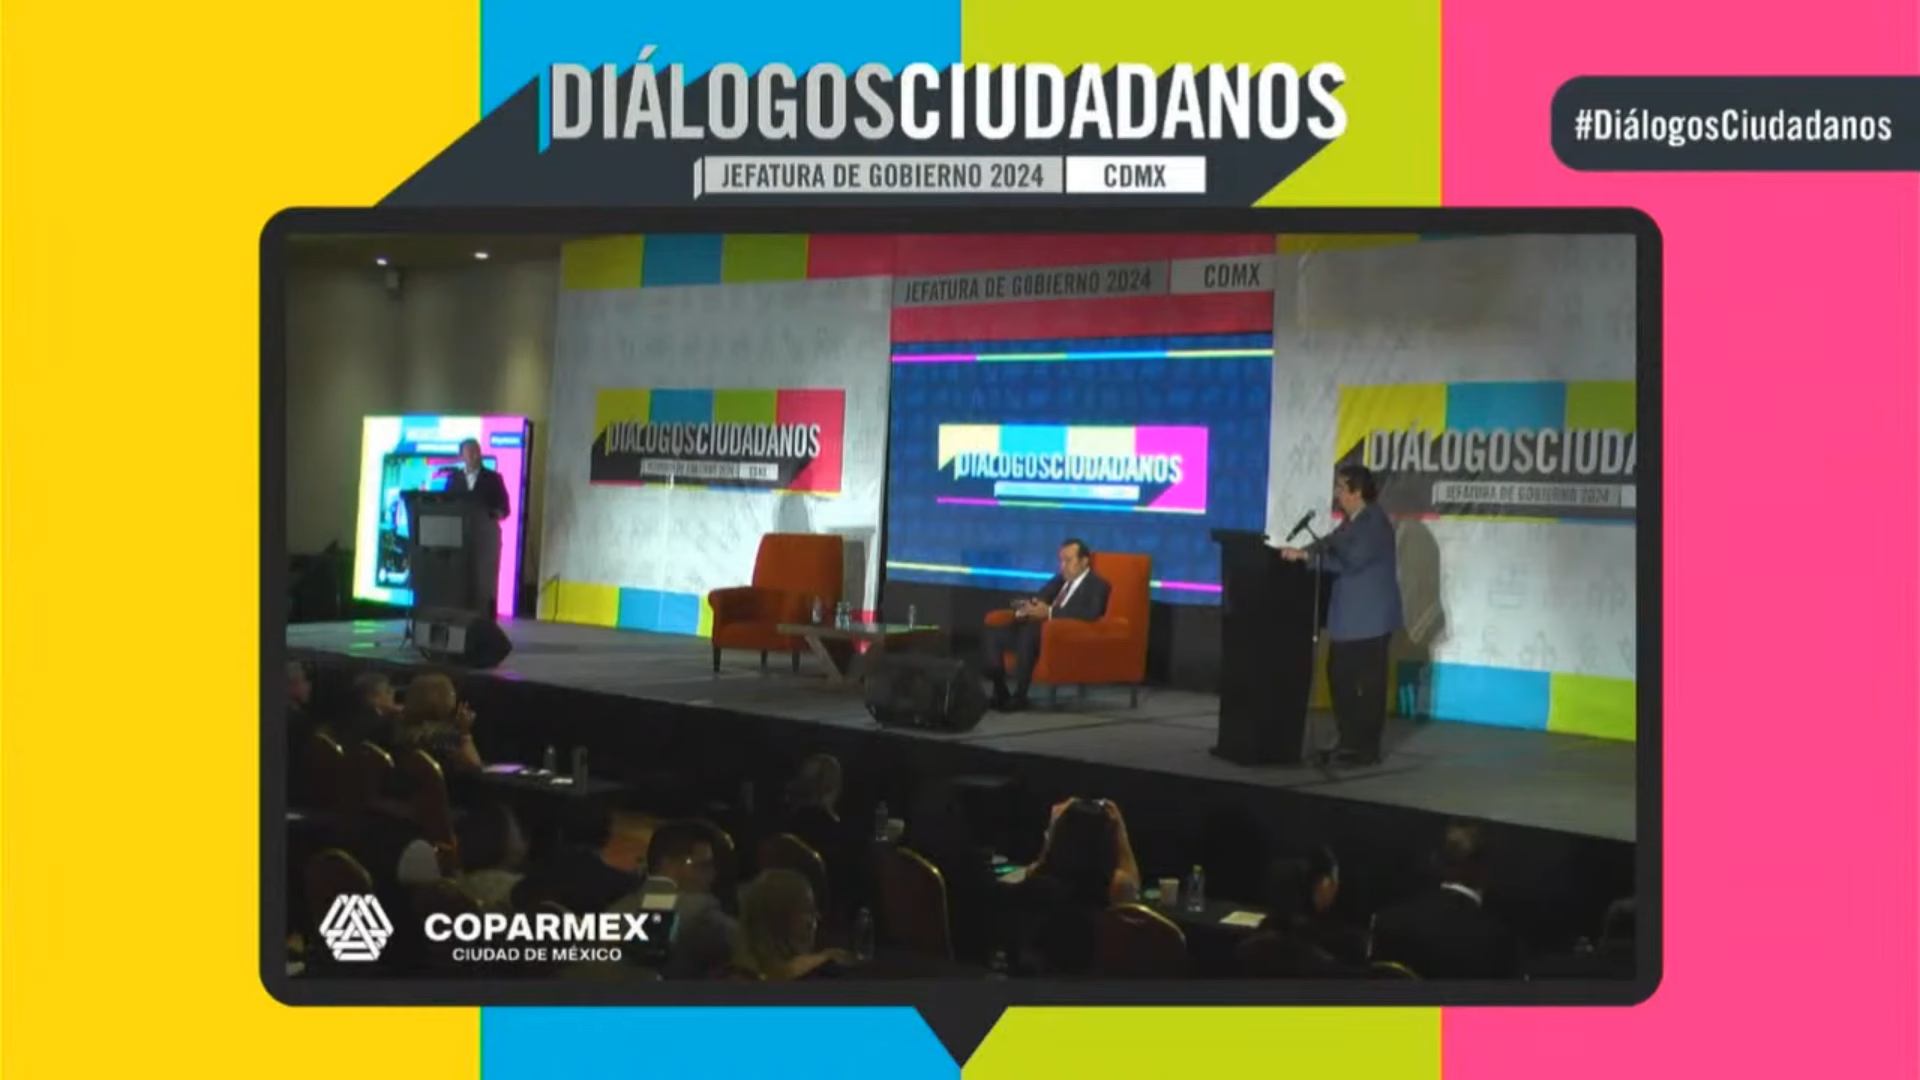 DIÁLOGOSCIUDADANOS
JEFATURA DE GOBIERNO 2024 CDMX
#DiálogosCiudadanos
JEFATURA DE GOBIERNO 2024 CDMX
DIÁLOGOSCIUDADANOS
DIÁLOGOSCIUDADANOS
DIÁLOGOSCIUDA
JEFATURA DE GOBIERNO 2024
COPARMEX®
CIUDAD DE MÉXICO